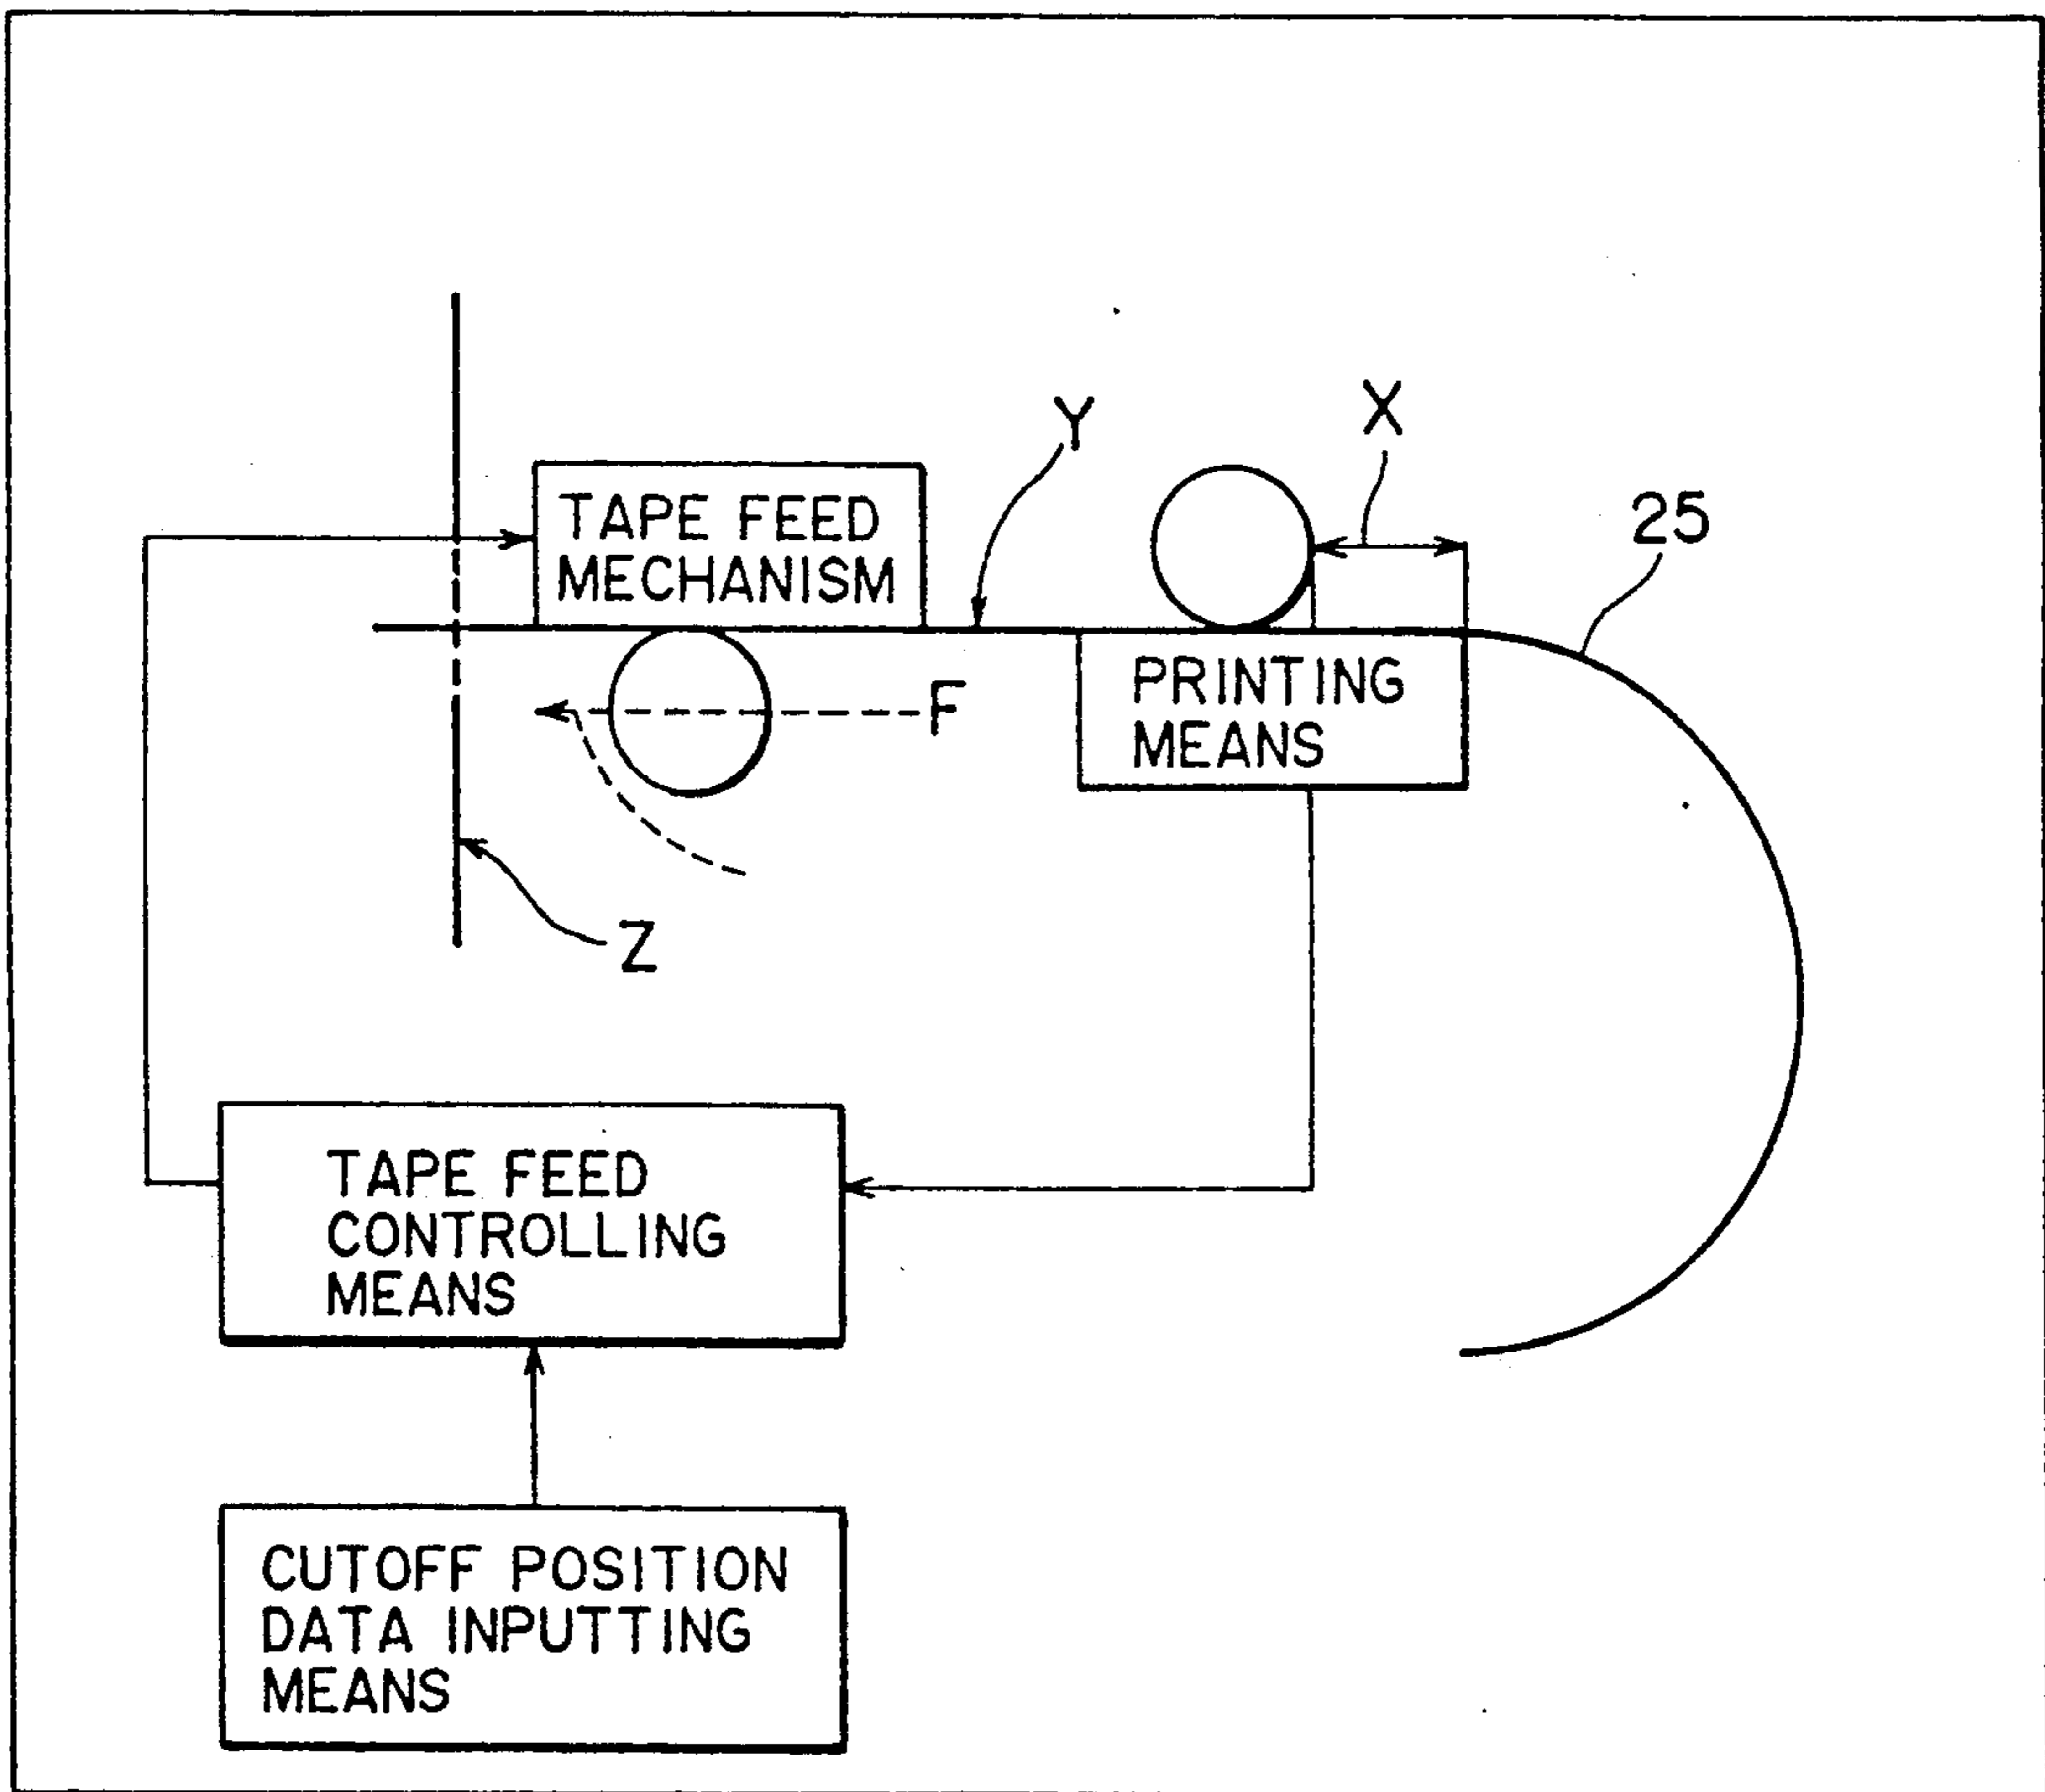 X
Y
25
TAPE FEED
MECHANISM
PRINTING
MEANS
F
Z
TAPE FEED
CONTROLLING
MEANS
CUTOFF POSITION
DATA INPUTTING
MEANS